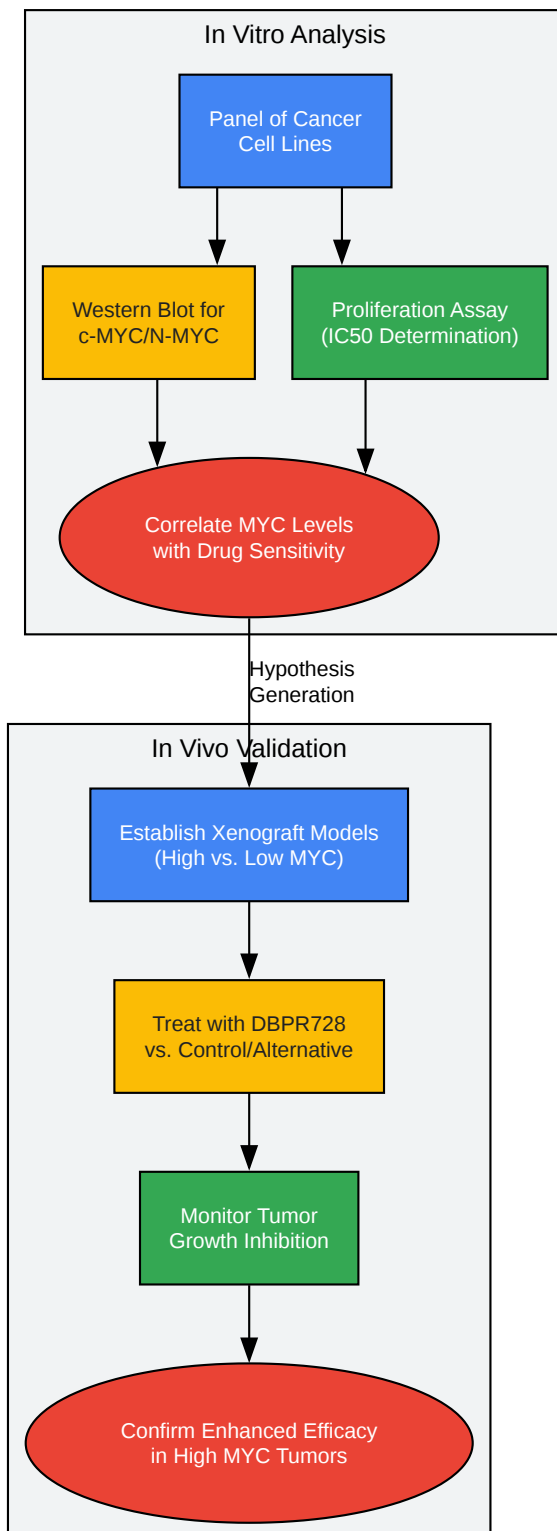 In Vitro Analysis
Panel of Cancer
Cell Lines
Western Blot for
c-MYC/N-MYC
Proliferation Assay
(IC50 Determination)
Correlate MYC Levels
with Drug Sensitivity
Hypothesis
Generation
In Vivo Validation
Establish Xenograft Models
(High vs. Low MYC)
Treat with DBPR728
vs. Control/Alternative
Monitor Tumor
Growth Inhibition
Confirm Enhanced Efficacy
in High MYC Tumors